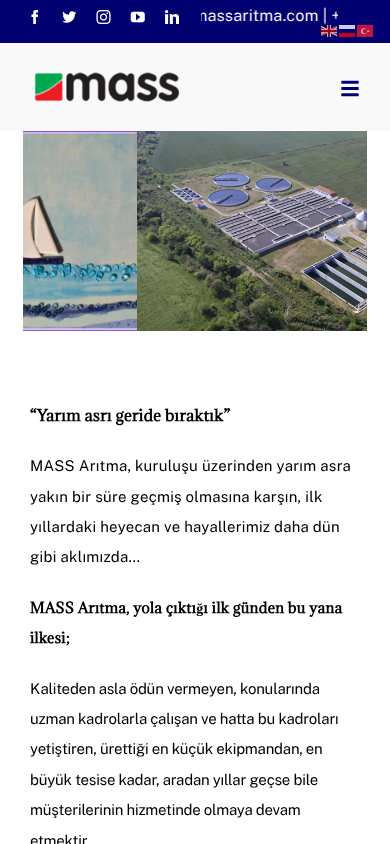 massaritma.com | +
mass
“Yarım asrı geride bıraktık”
MASS Arıtma, kuruluşu üzerinden yarım asra
yakın bir süre geçmiş olmasına karşın, ilk
yıllardaki heyecan ve hayallerimiz daha dün
gibi aklımızda…
MASS Arıtma, yola çıktığı ilk günden bu yana
ilkesi;
Kaliteden asla ödün vermeyen, konularında
uzman kadrolarla çalışan ve hatta bu kadroları
yetiştiren, ürettiği en küçük ekipmandan, en
büyük tesise kadar, aradan yıllar geçse bile
müşterilerinin hizmetinde olmaya devam
etmektir